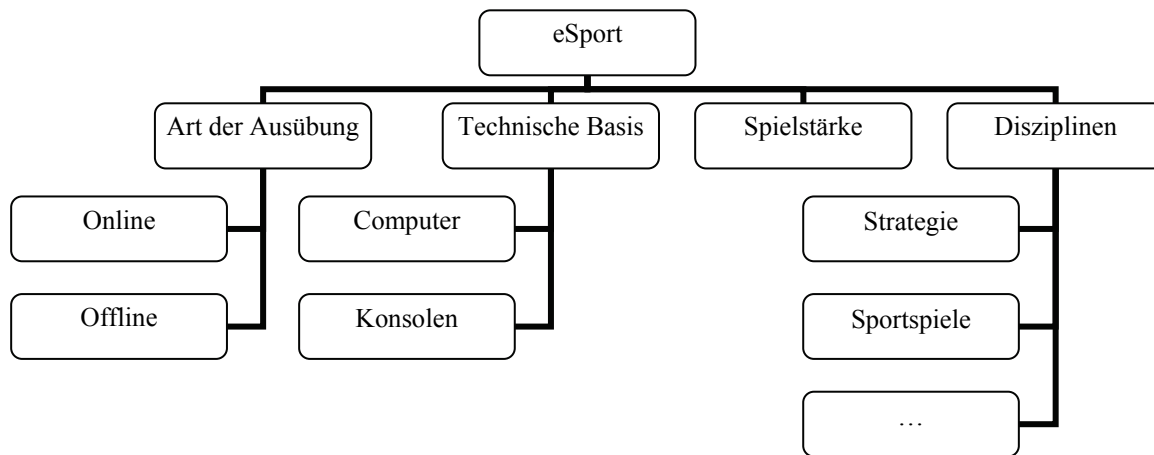 eSport
Art der Ausübung
Technische Basis
Spielstärke
Disziplinen
Online
Computer
Strategie
Offline
Konsolen
Sportspiele
…